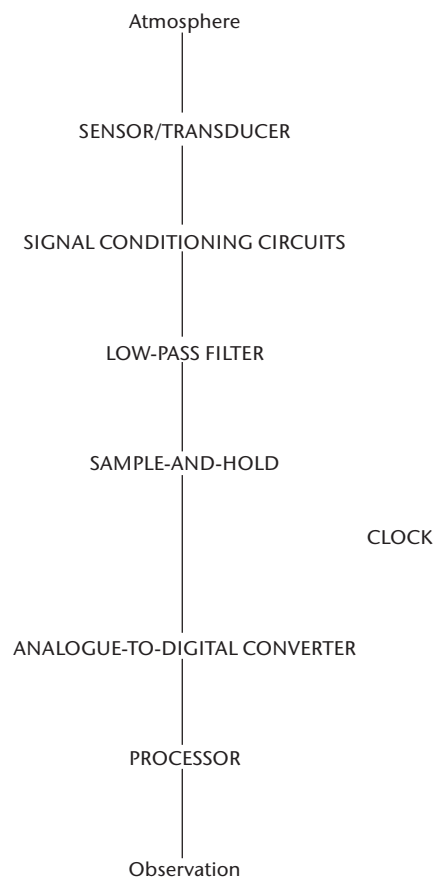 Atmosphere
SENSOR/TRANSDUCER
SIGNAL CONDITIONING CIRCUITS
LOW-PASS FILTER
SAMPLE-AND-HOLD
CLOCK
ANALOGUE-TO-DIGITAL CONVERTER
PROCESSOR
Observation